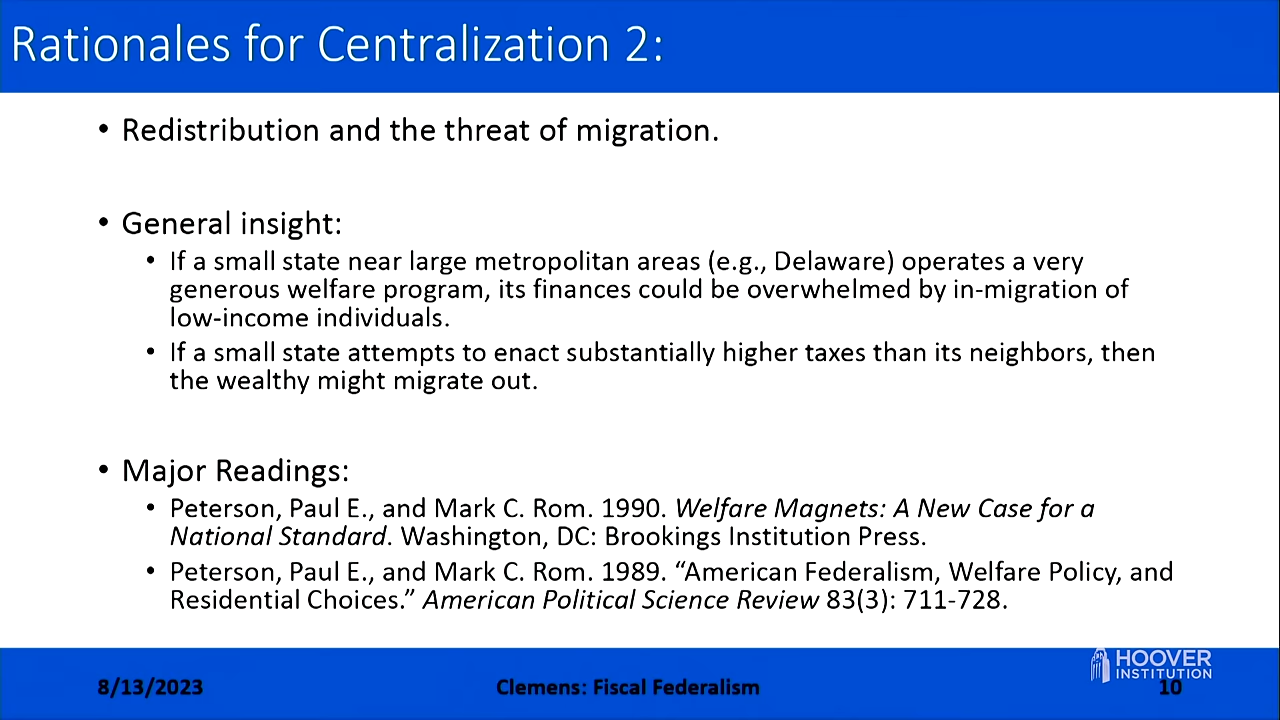 Rationales for Centralization 2:
• Redistribution and the threat of migration.
• General insight:
• If a small state near large metropolitan areas (e.g., Delaware) operates a very
generous welfare program, its finances could be overwhelmed by in-migration of
low-income individuals.
• If a small state attempts to enact substantially higher taxes than its neighbors, then
the wealthy might migrate out.
• Major Readings:
• Peterson, Paul E., and Mark C. Rom. 1990. Welfare Magnets: A New Case for a
National Standard. Washington, DC: Brookings Institution Press.
• Peterson, Paul E., and Mark C. Rom. 1989. “American Federalism, Welfare Policy, and
Residential Choices.” American Political Science Review 83(3): 711-728.
8/13/2023
Clemens: Fiscal Federalism
HOOVER
INSTITUTION
10